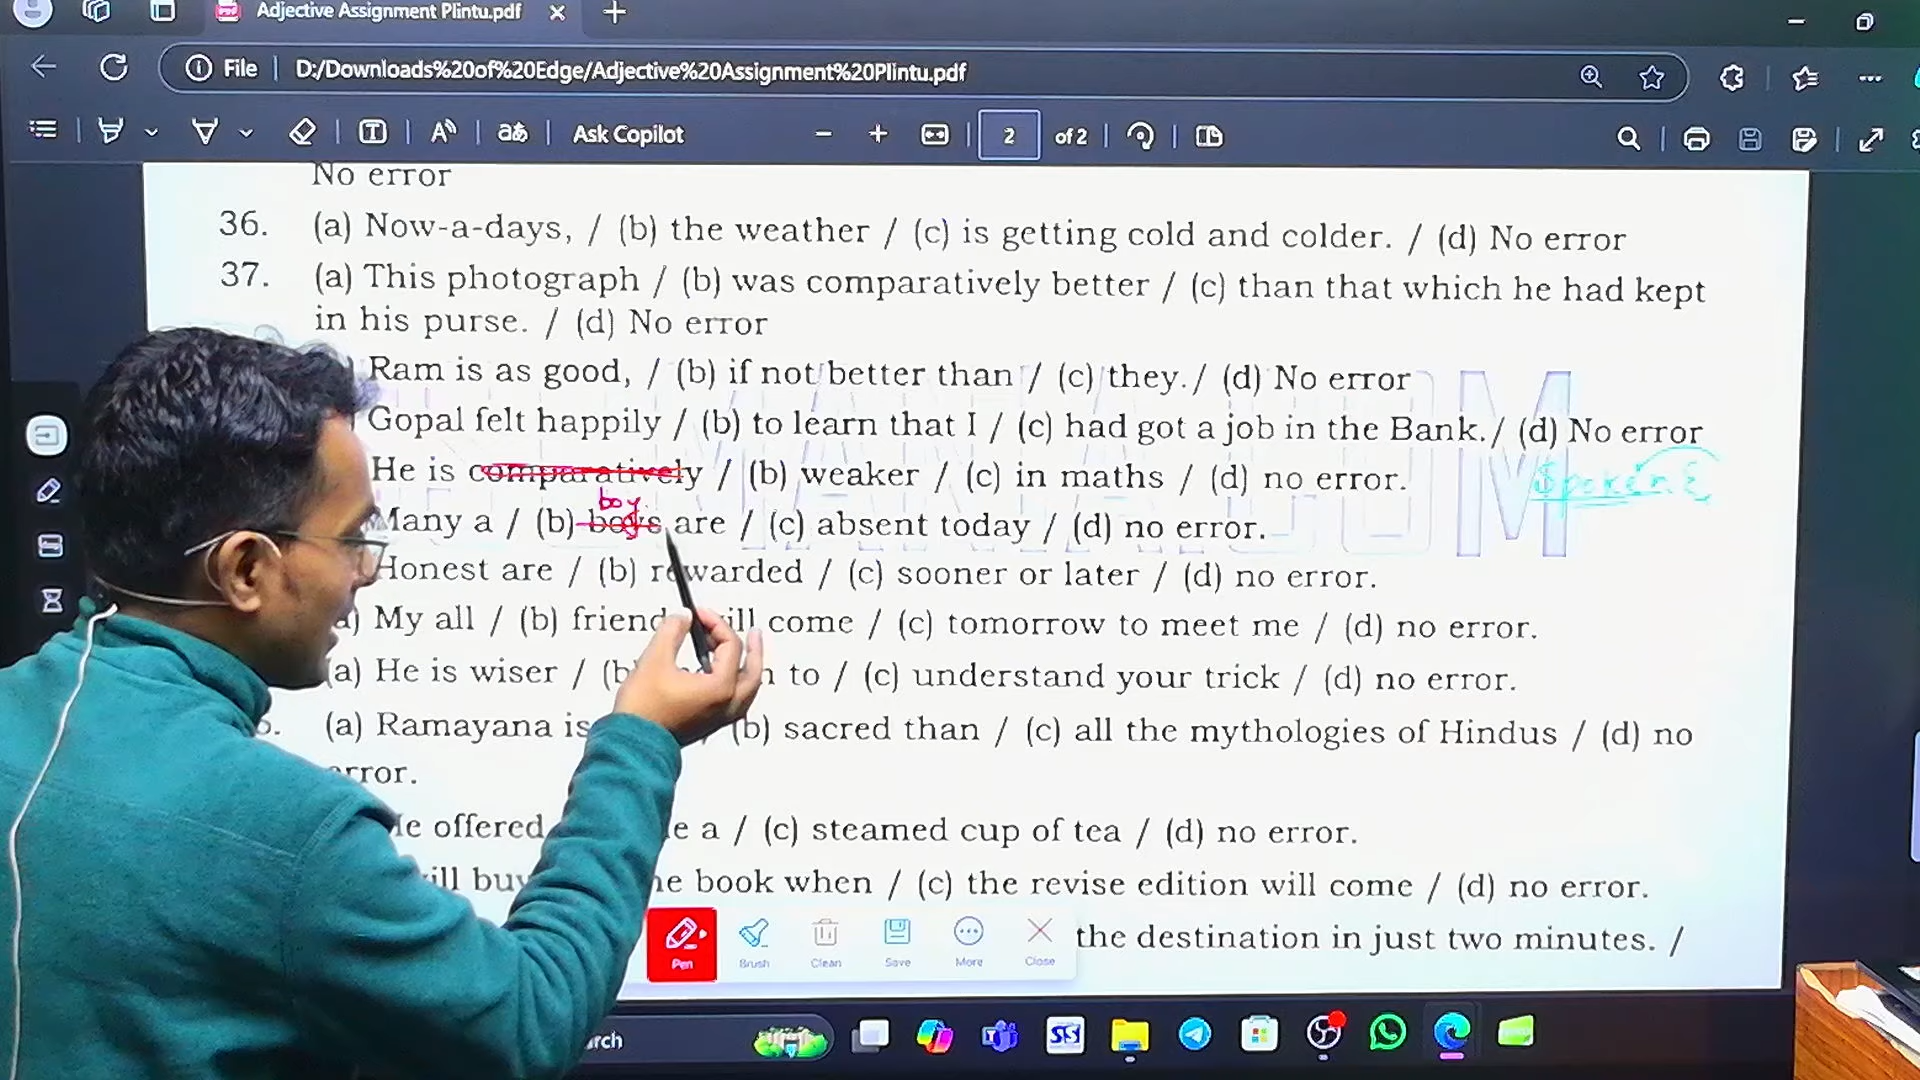 Adjective Assignment Plintu.pdf
File D:/Downloads%20of%20Edge/Adjective%20Assignment%20Plintu.pdf
Ask Copilot 2 of 2
No error
36. (a) Now-a-days, / (b) the weather / (c) is getting cold and colder. / (d) No error
37. (a) This photograph / (b) was comparatively better / (c) than that which he had kept
in his purse. / (d) No error
Ram is as good, / (b) if not better than / (c) they./ (d) No error
Gopal felt happily / (b) to learn that I / (c) had got a job in the Bank./ (d) No error
He is comparatively / (b) weaker / (c) in maths / (d) no error.
Spoken E
boy
Many a / (b) boys are / (c) absent today / (d) no error.
Honest are / (b) rewarded / (c) sooner or later / (d) no error.
My all / (b) friend will come / (c) tomorrow to meet me / (d) no error.
(a) He is wiser / (b to / (c) understand your trick / (d) no error.
(a) Ramayana is (b) sacred than / (c) all the mythologies of Hindus / (d) no
error.
He offered a / (c) steamed cup of tea / (d) no error.
book when / (c) the revise edition will come / (d) no error.
the destination in just two minutes. /
Pen Brush Clean Save More Close